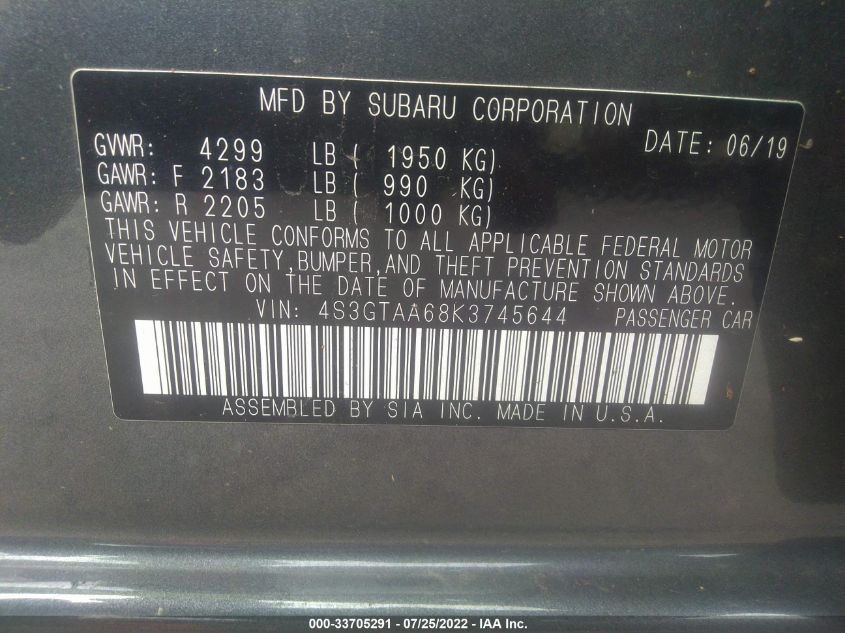 MFD BY SUBARU CORPORATION
DATE: 06/19
GVWR: 4299 LB ( 1950 KG)
GAWR: F 2183 LB ( 990 KG)
GAWR: R 2205 LB ( 1000 KG)
THIS VEHICLE CONFORMS TO ALL APPLICABLE FEDERAL MOTOR
VEHICLE SAFETY,BUMPER,AND THEFT PREVENTION STANDARDS
IN EFFECT ON THE DATE OF MANUFACTURE SHOWN ABOVE.
VIN: 4S3GTAA68K3745644 PASSENGER CAR
ASSEMBLED BY SIA INC. MADE IN U.S.A.
000-33705291 - 07/25/2022 - IAA Inc.